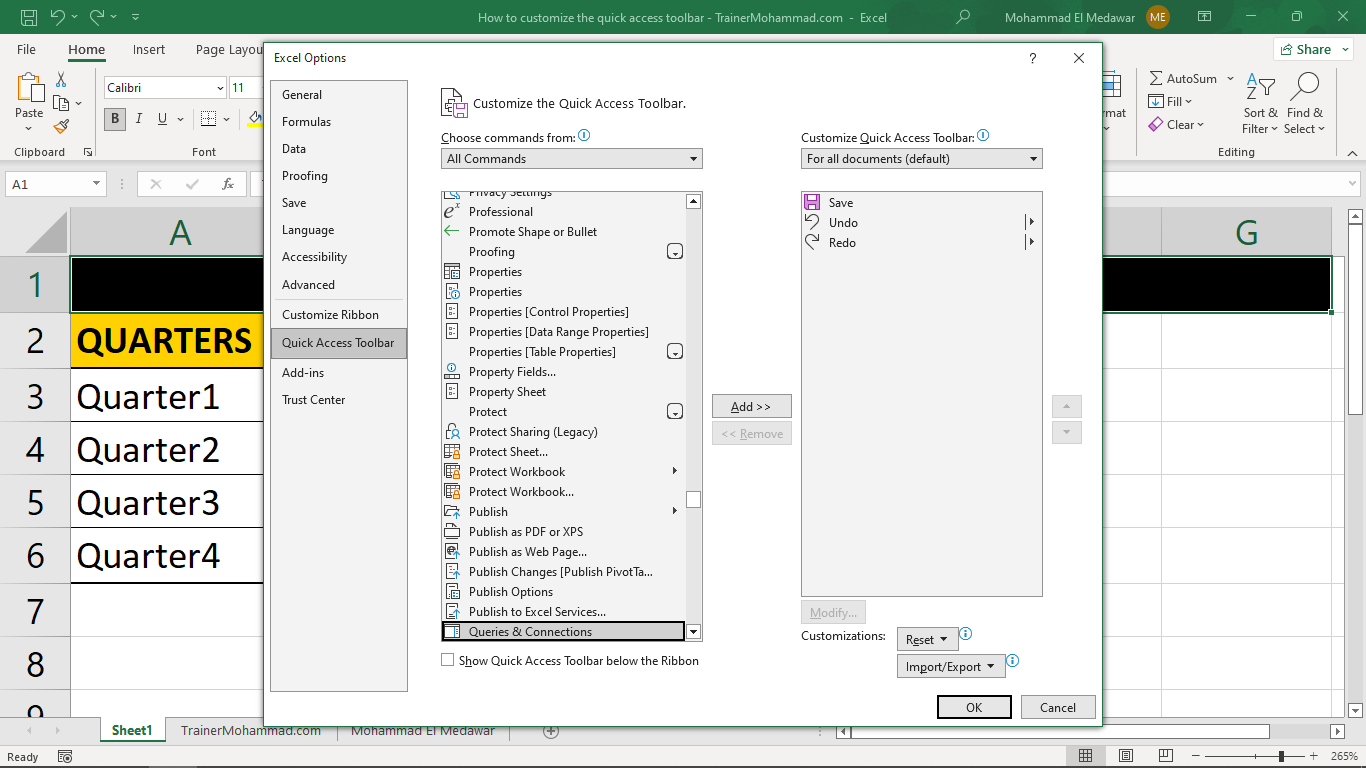 How to customize the quick access toolbar - TrainerMohammad.com - Excel
Mohammad El Medawar
ME
File
Home
Insert
Page Layou
Share
Paste
Clipboard
Calibri
11
B I U
Font
rmat
AutoSum
Fill
Clear
Sort &
Filter
Find &
Select
Editing
A1
fx
A
G
1
2
3
4
5
6
7
8
9
QUARTERS
Quarter1
Quarter2
Quarter3
Quarter4
Excel Options
?
General
Formulas
Data
Proofing
Save
Language
Accessibility
Advanced
Customize Ribbon
Quick Access Toolbar
Add-ins
Trust Center
Customize the Quick Access Toolbar.
Choose commands from:
All Commands
Privacy Settings
Professional
Promote Shape or Bullet
Proofing
Properties
Properties
Properties [Control Properties]
Properties [Data Range Properties]
Properties [Table Properties]
Property Fields...
Property Sheet
Protect
Protect Sharing (Legacy)
Protect Sheet...
Protect Workbook
Protect Workbook...
Publish
Publish as PDF or XPS
Publish as Web Page...
Publish Changes [Publish PivotTa...
Publish Options
Publish to Excel Services...
Queries & Connections
Show Quick Access Toolbar below the Ribbon
Add >>
<< Remove
Customize Quick Access Toolbar:
For all documents (default)
Save
Undo
Redo
Modify...
Customizations:
Reset
Import/Export
OK
Cancel
Sheet1
TrainerMohammad.com
Mohammad El Medawar
Ready
265%